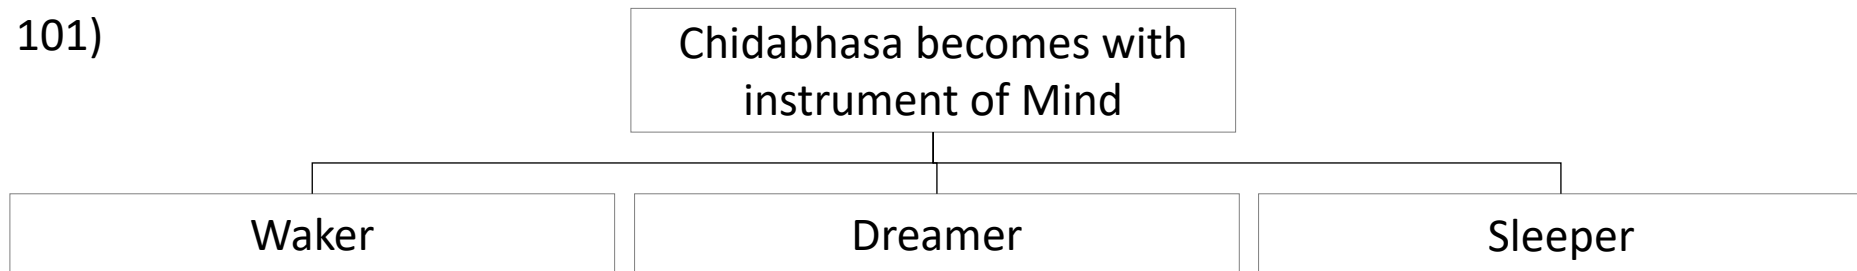 101)
Chidabhasa becomes with
instrument of Mind
Waker
Dreamer
Sleeper